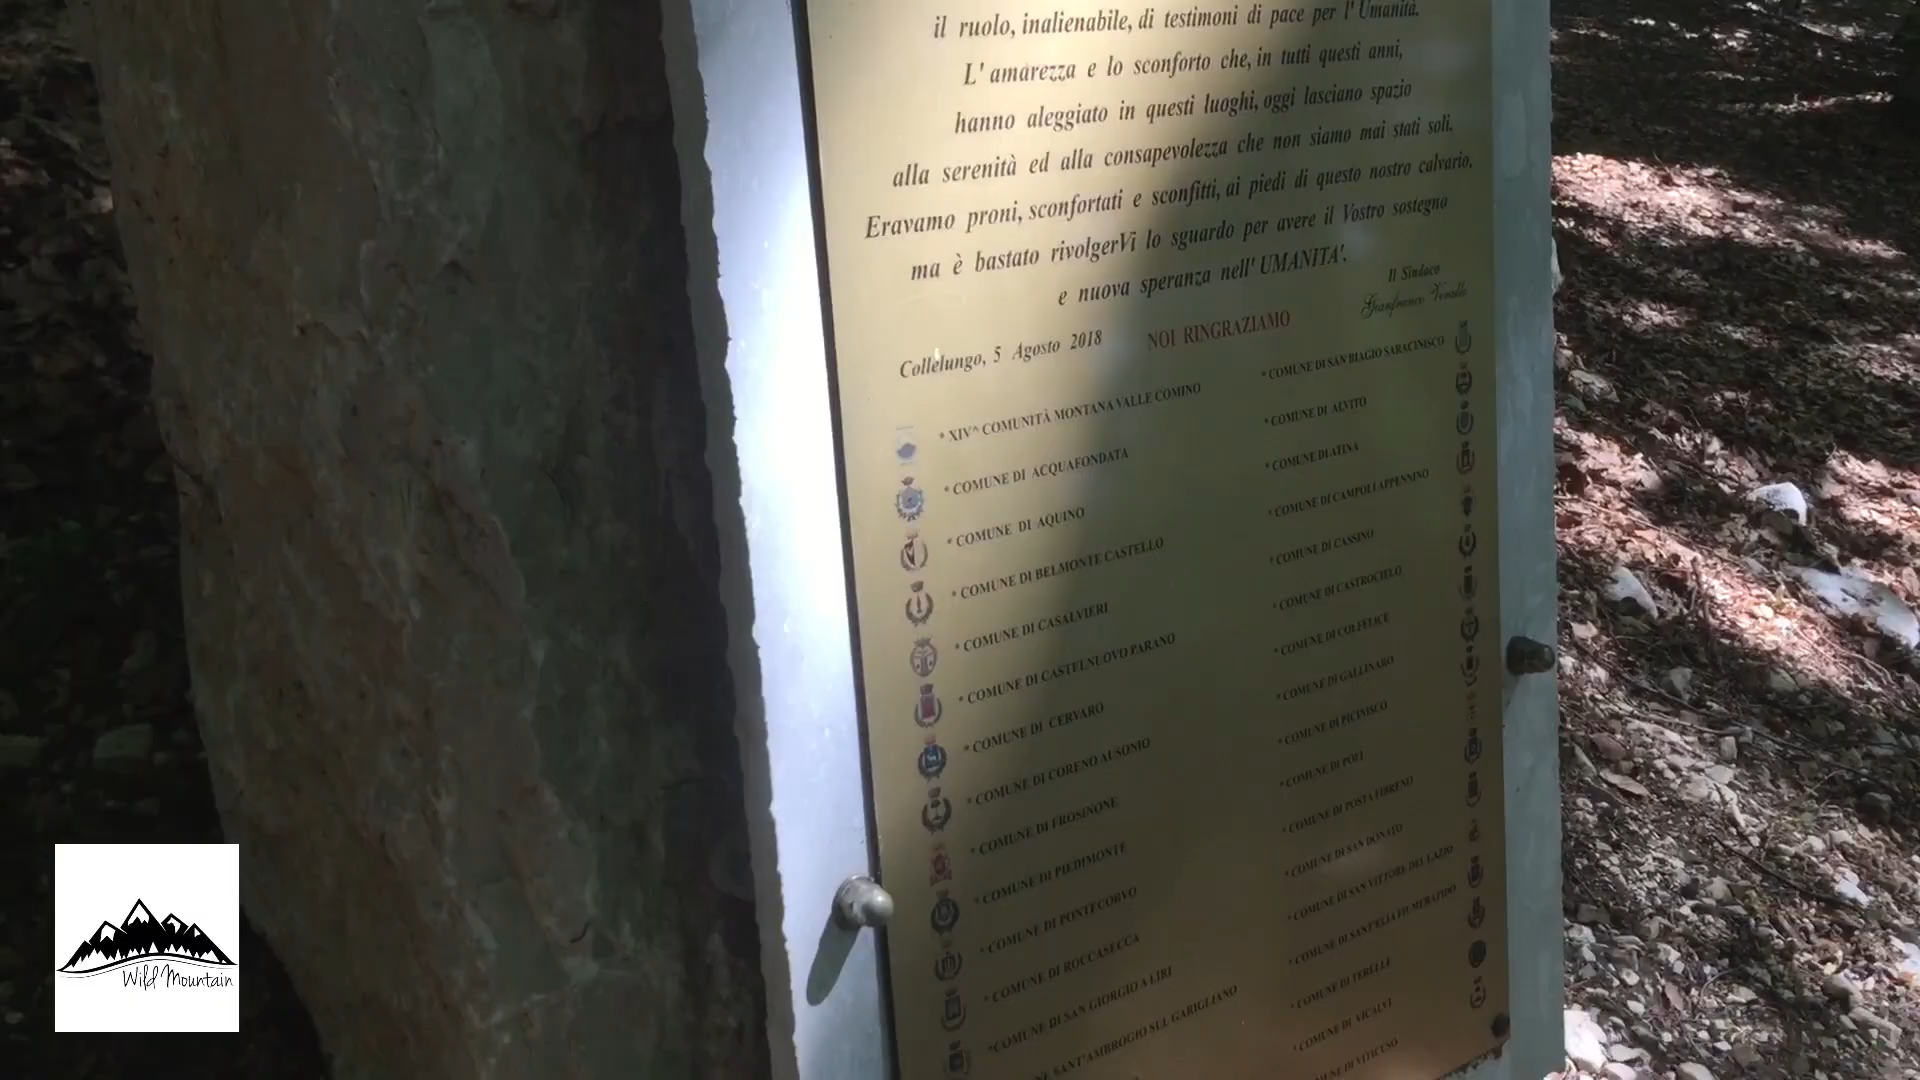 il ruolo, inalienabile, di testimoni di pace per l'Umanità.
L' amarezza e lo sconforto che, in tutti questi anni,
hanno aleggiato in questi luoghi, oggi lasciano spazio
alla serenità ed alla consapevolezza che non siamo mai stati soli.
Eravamo proni, sconfortati e sconfitti, ai piedi di questo nostro calvario,
ma è bastato rivolgerVi lo sguardo per avere il Vostro sostegno
e nuova speranza nell' UMANITA'.
Il Sindaco
Gianfranco
Collelungo, 5 Agosto 2018
NOI RINGRAZIAMO
* XIV^ COMUNITÀ MONTANA VALLE COMINO
* COMUNE DI ACQUAFONDATA
* COMUNE DI AQUINO
* COMUNE DI BELMONTE CASTELLO
* COMUNE DI CASALVIERI
* COMUNE DI CASTELNUOVO PARANO
* COMUNE DI CERVARO
* COMUNE DI CORENO AUSONIO
* COMUNE DI FROSINONE
* COMUNE DI PIEDIMONTE
* COMUNE DI PONTECORVO
* COMUNE DI ROCCASECCA
*COMUNE DI SAN GIORGIO A LIRI
SANT'AMBROGIO SUL GARIGLIANO
* COMUNE DI SAN BIAGIO SARACINISCO
* COMUNE DI ALVITO
* COMUNE DI ATINA
* COMUNE DI CAMPOLI APPENNINO
* COMUNE DI CASSINO
* COMUNE DI CASTROCIELO
* COMUNE DI COLFELICE
* COMUNE DI GALLINARO
* COMUNE DI PICINISCO
* COMUNE DI POFI
* COMUNE DI POSTA FIBRENO
* COMUNE DI SAN DONATO
* COMUNE DI SAN VITTORE DEL LAZIO
* COMUNE DI SANT'ELIA FIUMERAPIDO
* COMUNE DI TERELLE
* COMUNE DI VICALVI
DI VITICUSO
Wild Mountain